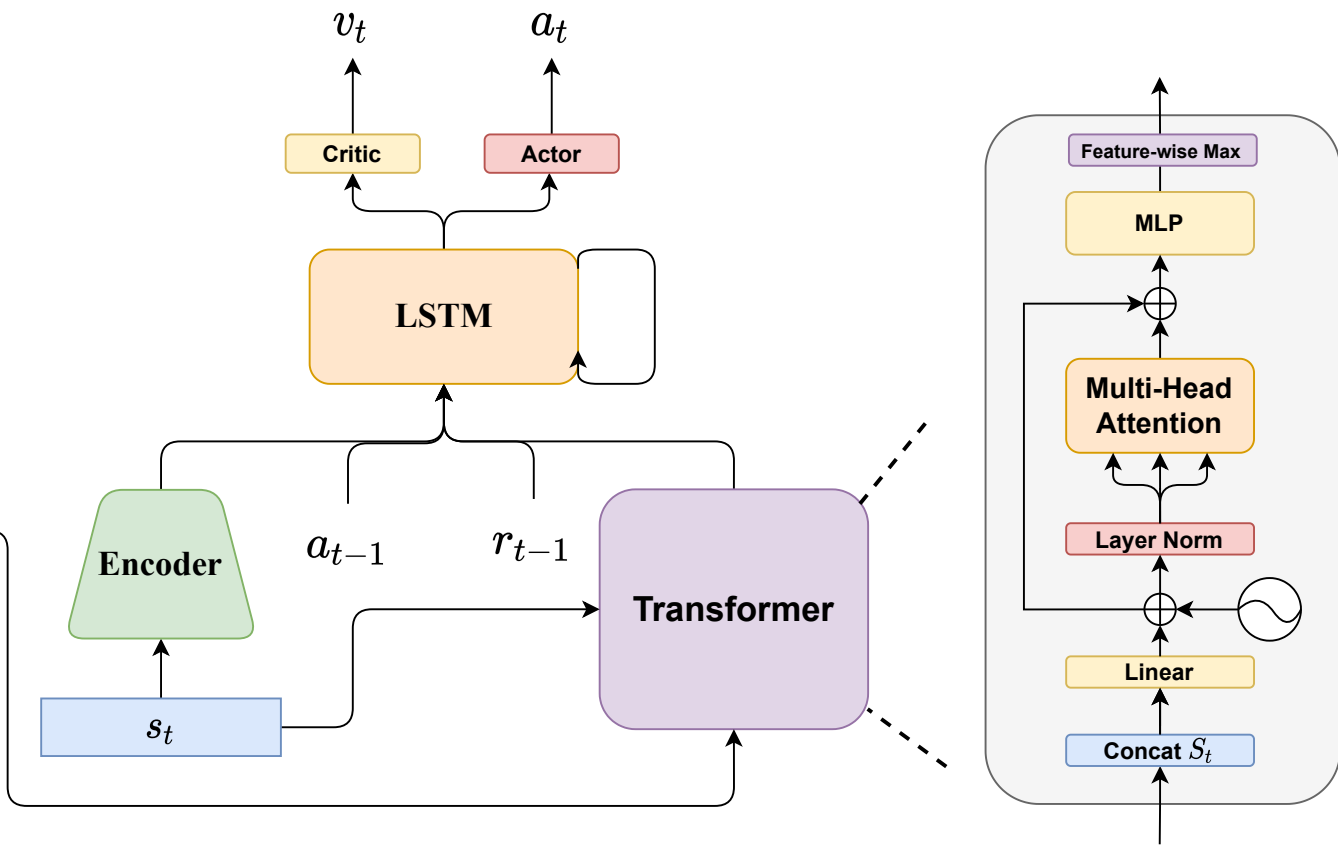 v_t
a_t
Critic
Actor
LSTM
Encoder
a_{t-1}
r_{t-1}
Transformer
s_t
Feature-wise Max
MLP
Multi-Head
Attention
Layer Norm
Linear
Concat S_t